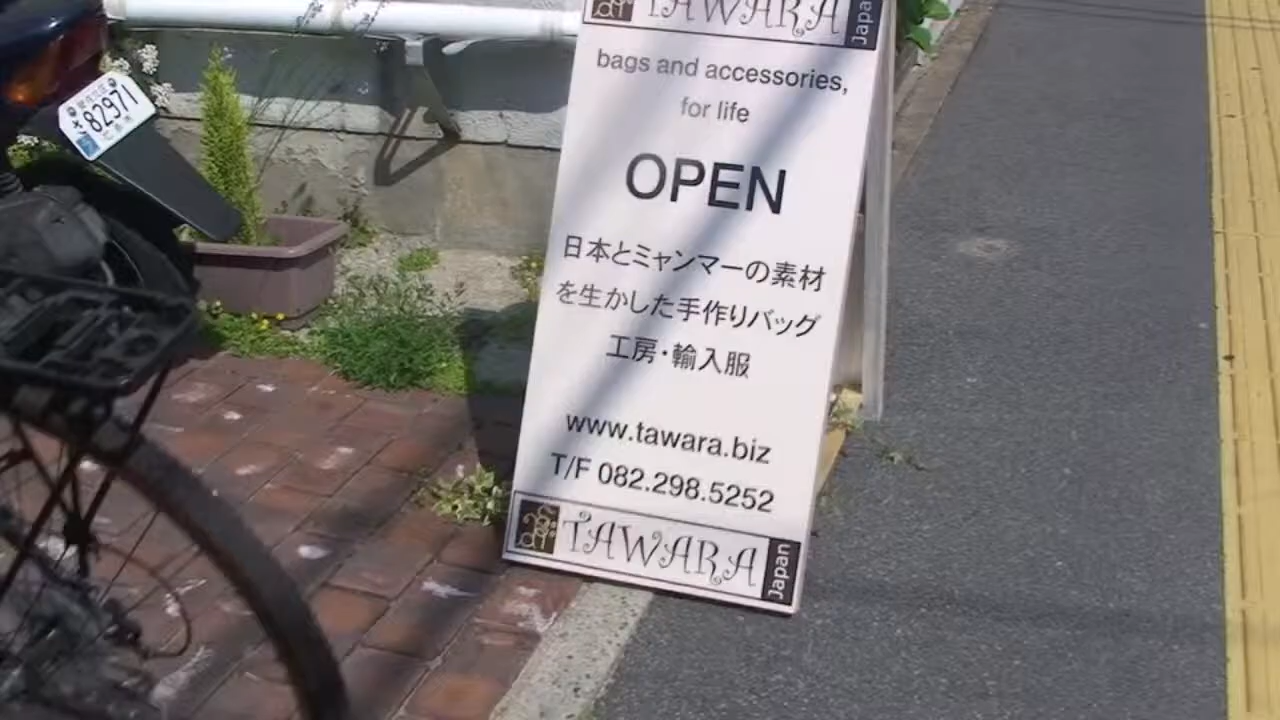 TAWARA Japan
bags and accessories,
for life
OPEN
日本とミャンマーの素材
を生かした手作りバッグ
工房・輸入服
www.tawara.biz
T/F 082.298.5252
TAWARA Japan
82971